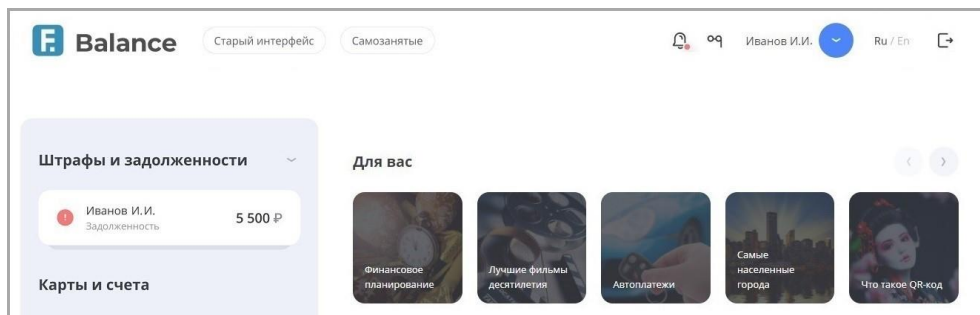 F. Balance
Старый интерфейс
Самозанятые
Иванов И.И.
Ru / En
Штрафы и задолженности
Иванов И.И.
Задолженность
5 500 ₽
Карты и счета
Для вас
Финансовое
планирование
Лучшие фильмы
десятилетия
Автоплатежи
Самые
населенные
города
Что такое QR-код